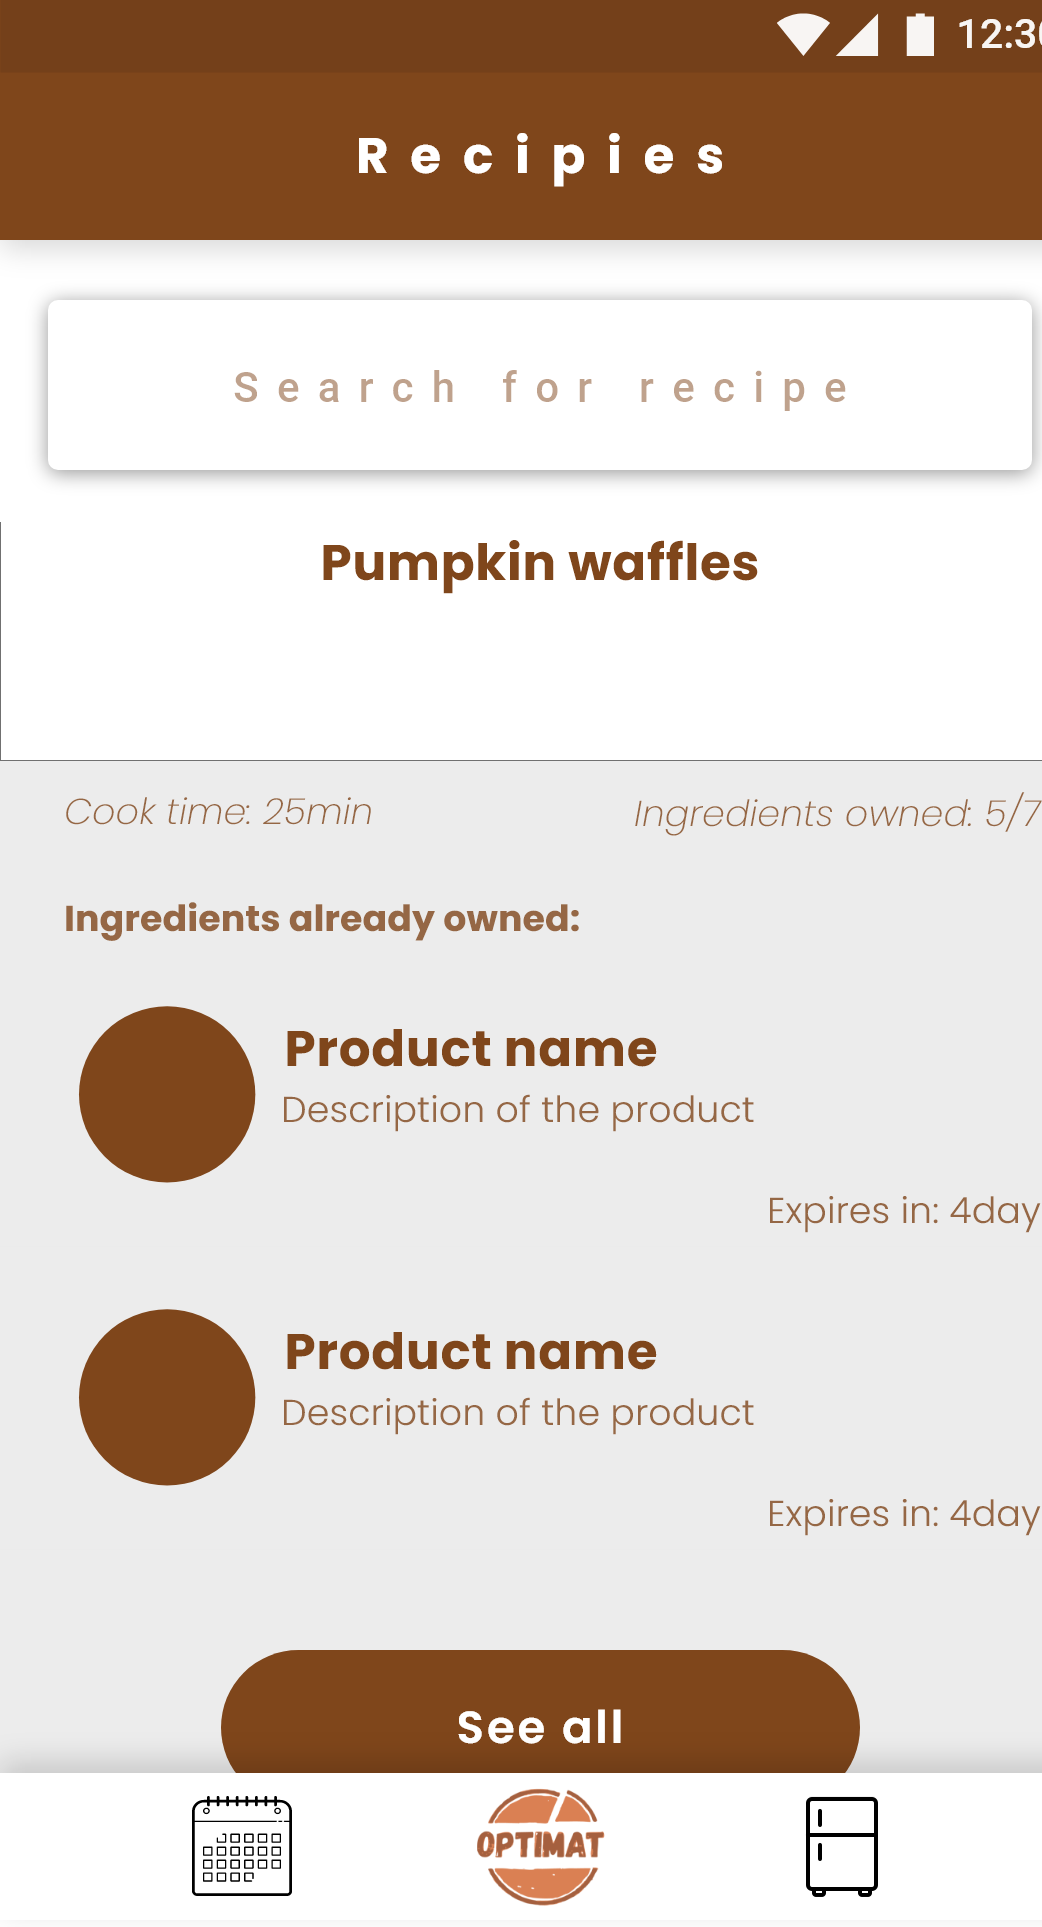 12:30
Recipies
Search for recipe
Pumpkin waffles
Cook time: 25min
Ingredients owned: 5/7
Ingredients already owned:
Product name
Description of the product
Expires in: 4day
Product name
Description of the product
Expires in: 4day
See all
OPTIMAT